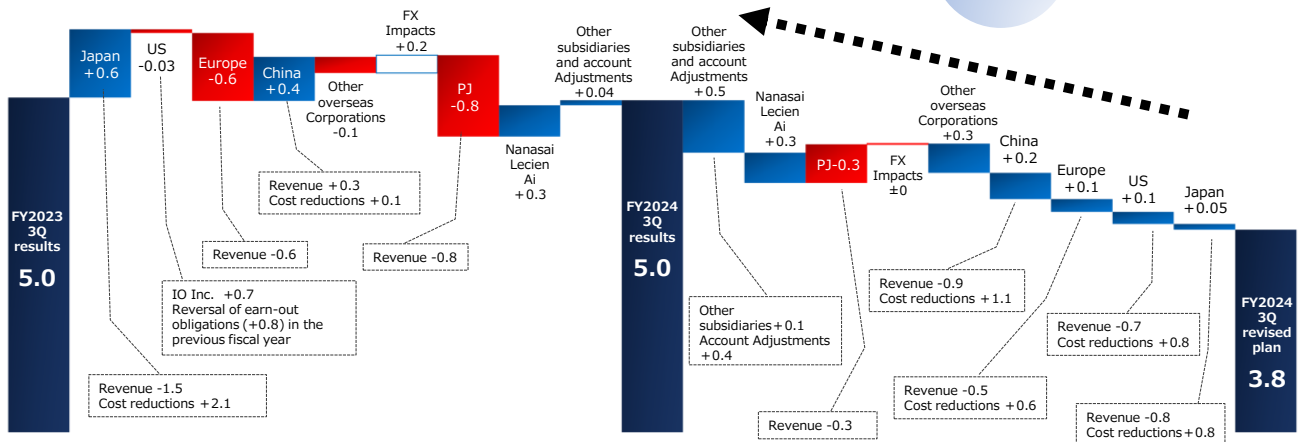 FY2023
3Q
results
5.0
Japan
+0.6
US
-0.03
Europe
-0.6
China
+0.4
Other
overseas
Corporations
-0.1
FX
Impacts
+0.2
PJ
-0.8
Nanasai
Lecien
Ai
+0.3
Other
subsidiaries
and account
Adjustments
+0.04
Revenue +0.3
Cost reductions +0.1
Revenue -0.6
Revenue -0.8
IO Inc. +0.7
Reversal of earn-out
obligations (+0.8) in the
previous fiscal year
Revenue -1.5
Cost reductions +2.1
FY2024
3Q
results
5.0
Other
subsidiaries
and account
Adjustments
+0.5
Nanasai
Lecien
Ai
+0.3
PJ-0.3
FX
Impacts
±0
Other
overseas
Corporations
+0.3
China
+0.2
Europe
+0.1
US
+0.1
Japan
+0.05
Other
subsidiaries+0.1
Account Adjustments
+0.4
Revenue -0.3
Revenue -0.9
Cost reductions +1.1
Revenue -0.5
Cost reductions
+0.6
Revenue -0.7
Cost reductions
+0.8
Revenue -0.8
Cost reductions+0.8
FY2024
3Q
revised
plan
3.8